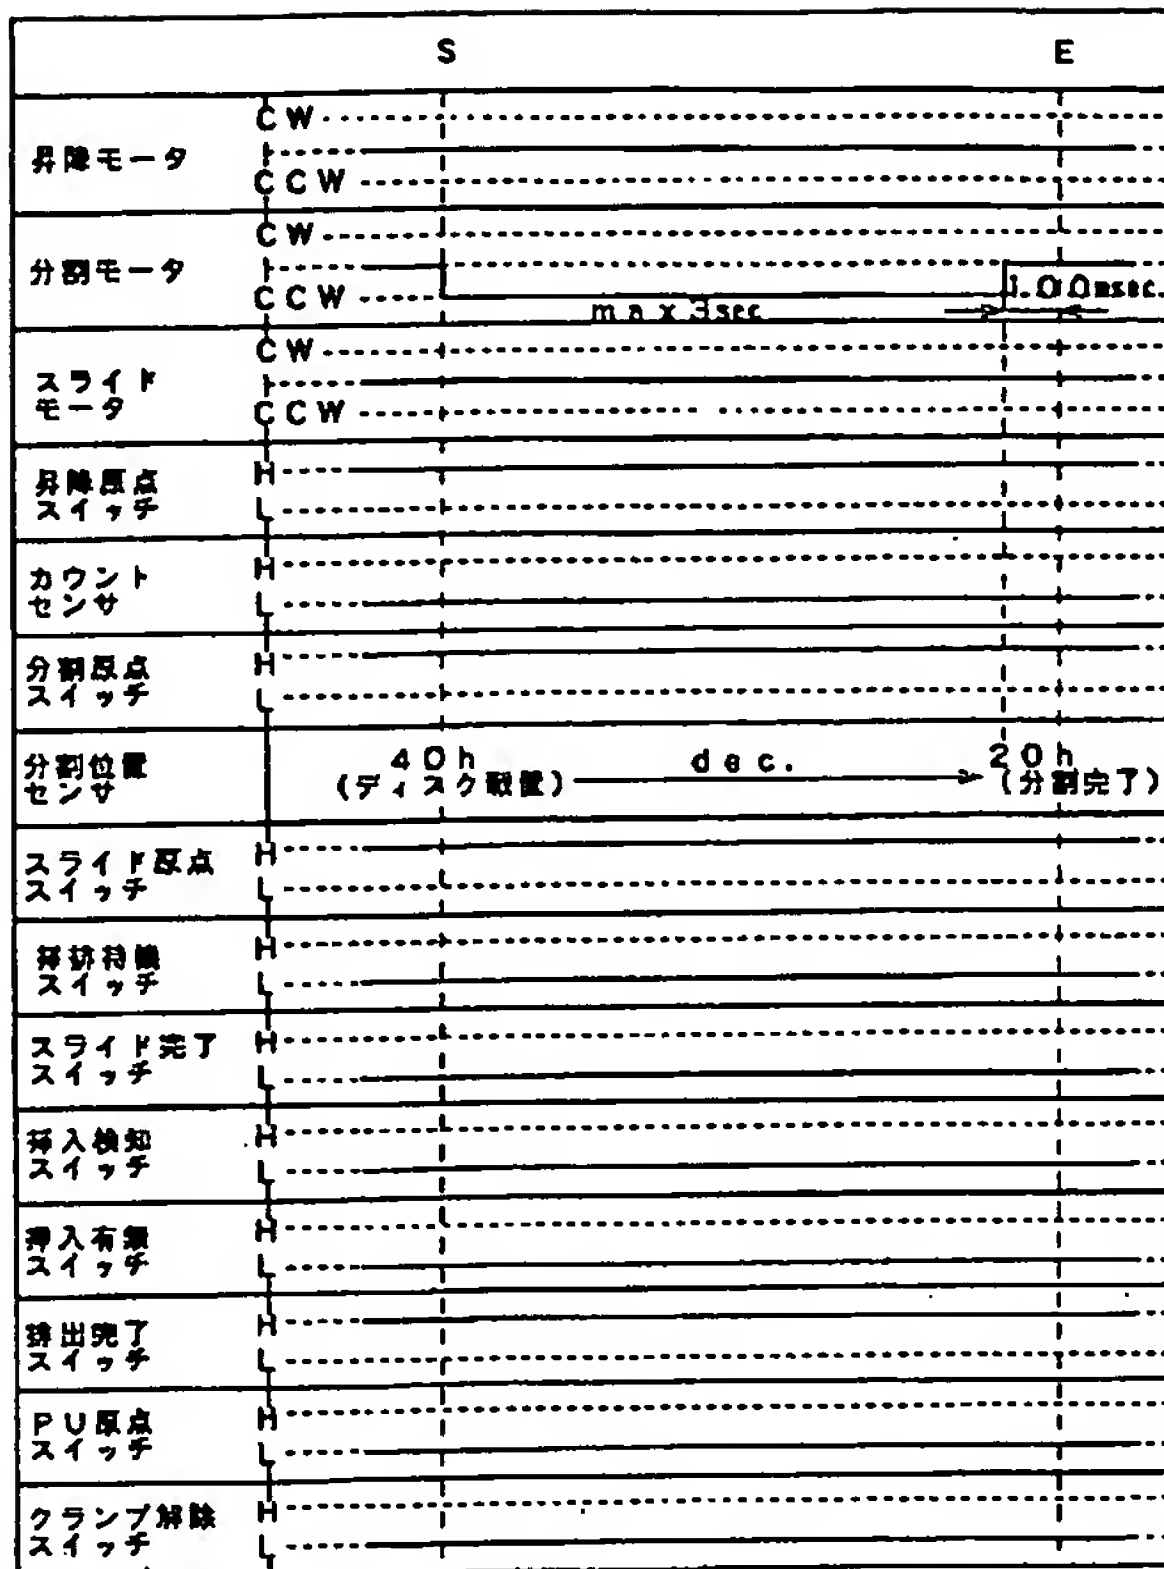 S E
昇降モータ CW
CCW
分割モータ CW
CCW
max 3sec 100msec.
スライド
モータ
CW
CCW
昇降原点
スイッチ
H
L
カウント
センサ
H
L
分割原点
スイッチ
H
L
分割位置
センサ
40h dec. 20h
(ディスク載置) (分割完了)
スライド原点
スイッチ
H
L
挿排待機
スイッチ
H
L
スライド完了
スイッチ
H
L
挿入検知
スイッチ
H
L
挿入有無
スイッチ
H
L
排出完了
スイッチ
H
L
PU原点
スイッチ
H
L
クランプ解除
スイッチ
H
L